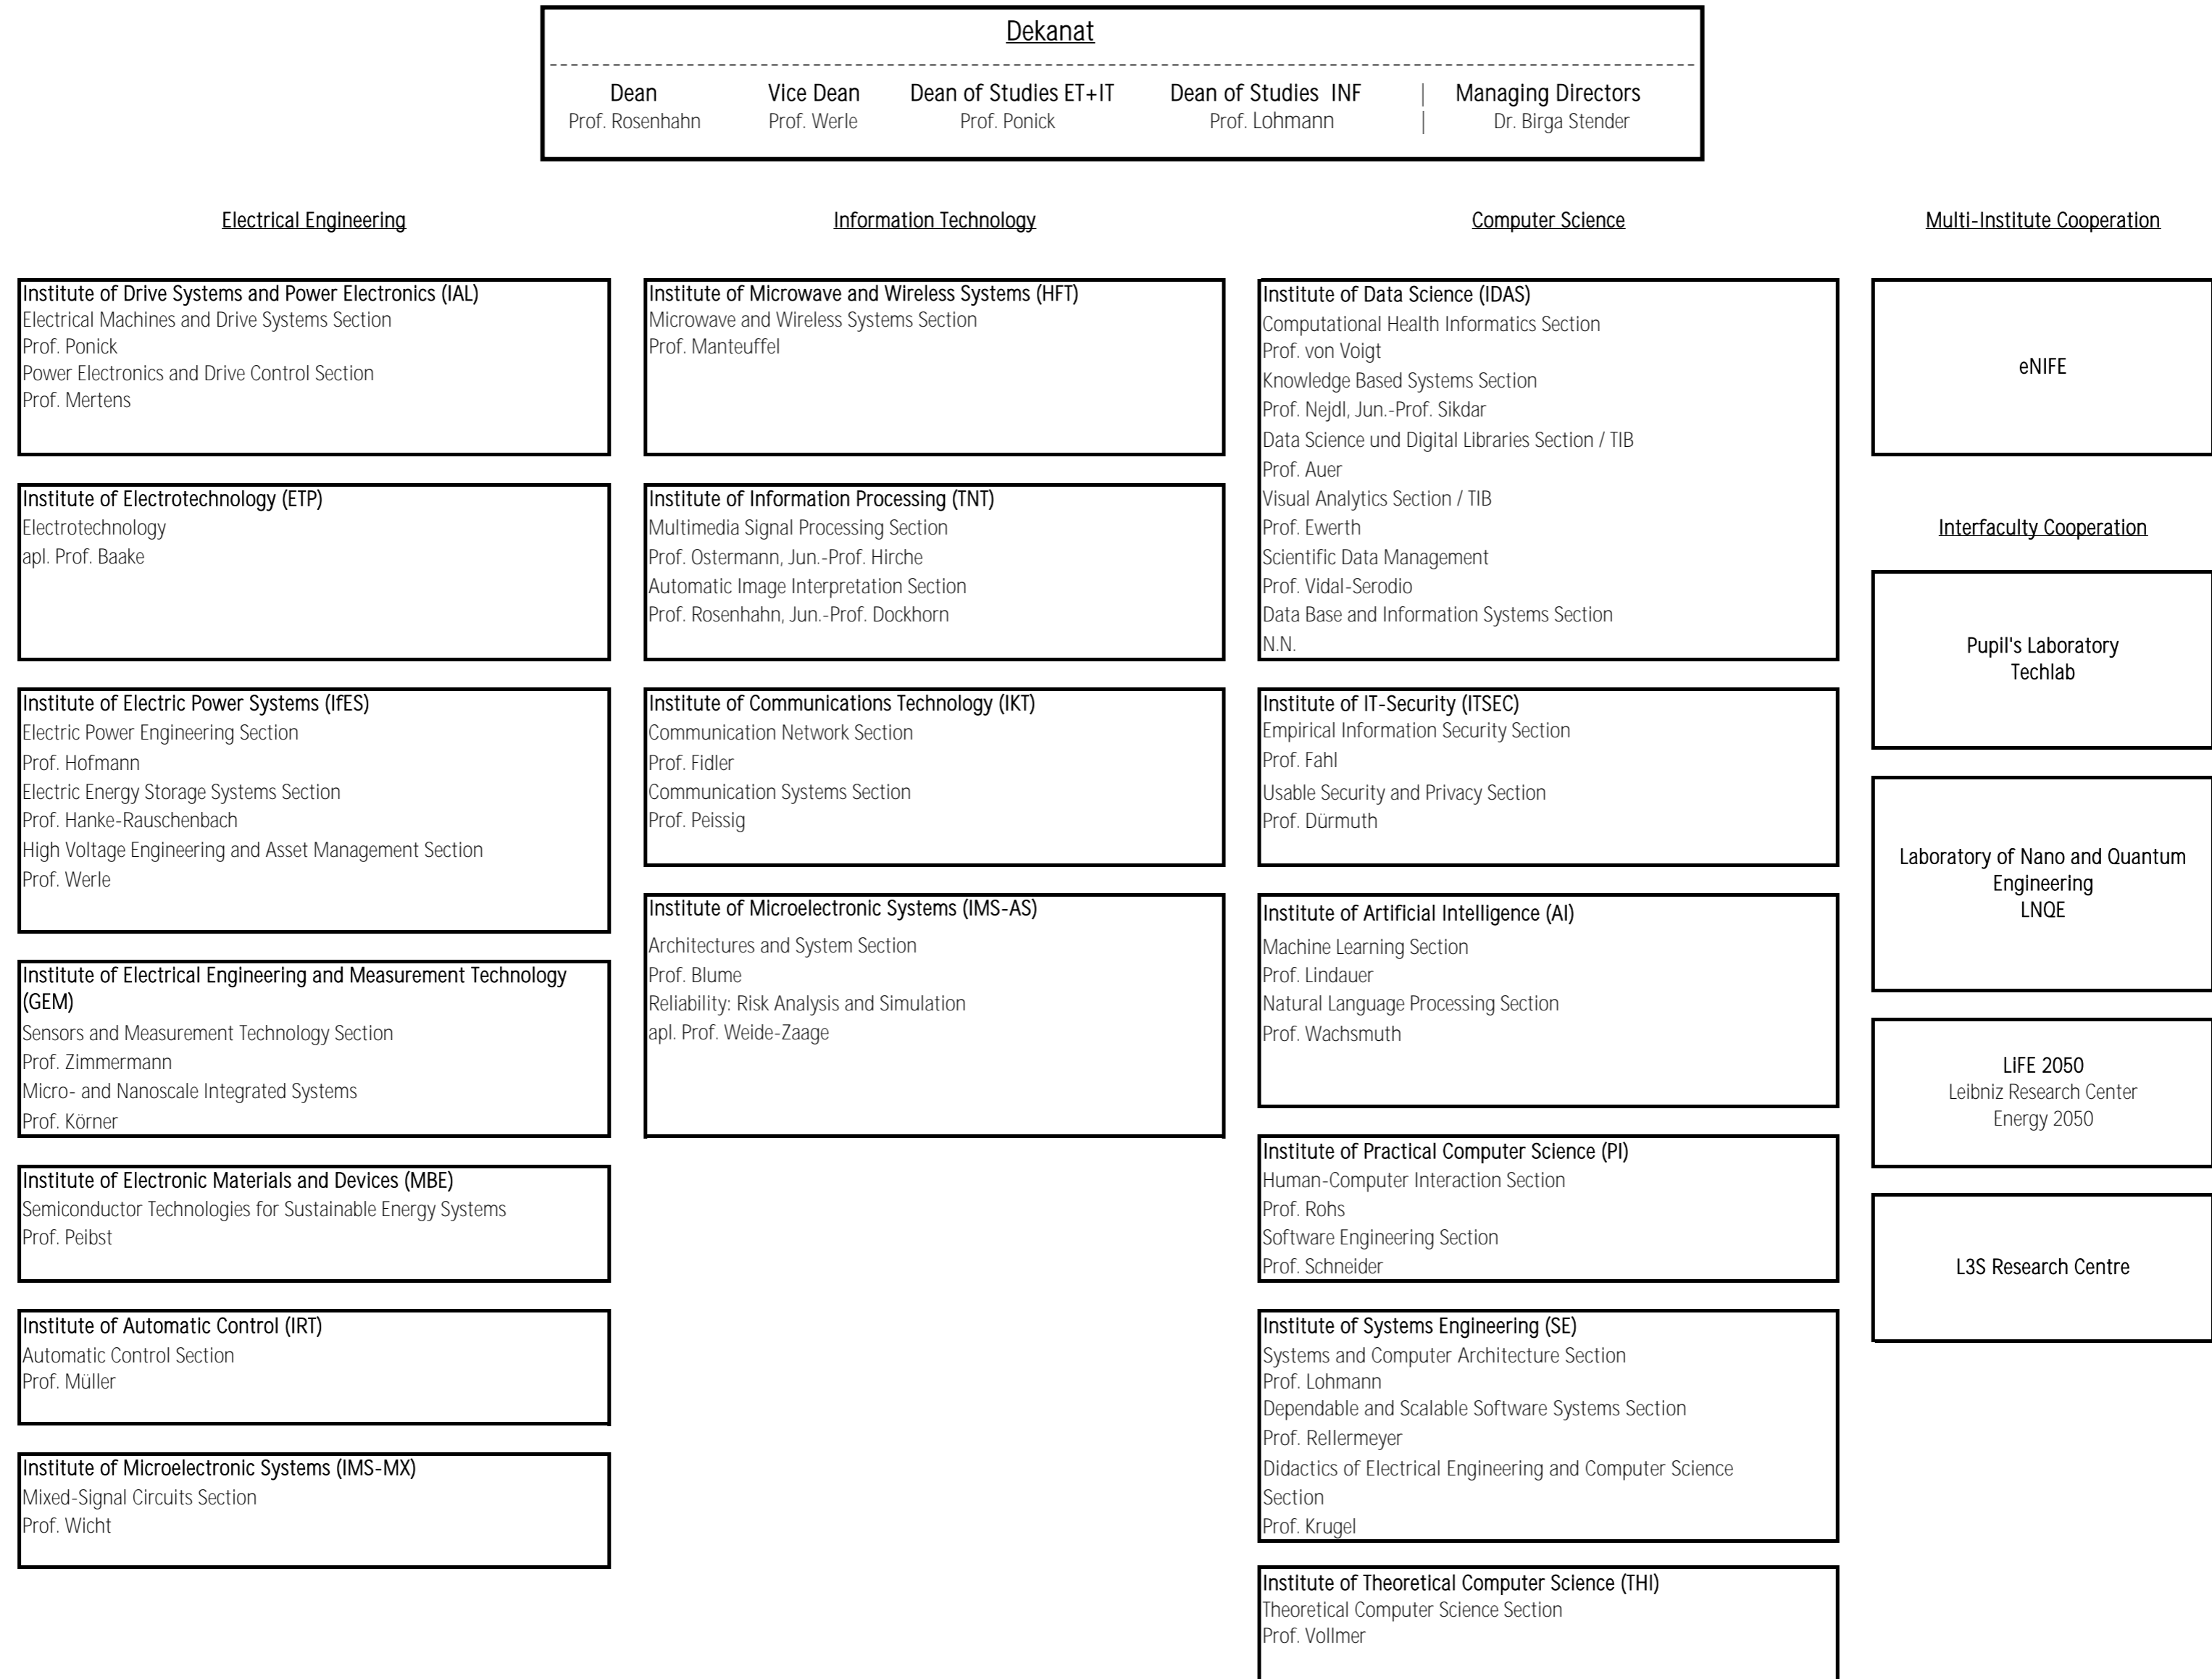 Dekanat
Dean
Vice Dean
Dean of Studies ET+IT
Dean of Studies INF
Managing Directors
Prof. Rosenhahn
Prof. Werle
Prof. Ponick
Prof. Lohmann
Dr. Birga Stender
Electrical Engineering
Institute of Drive Systems and Power Electronics (IAL)
Electrical Machines and Drive Systems Section
Prof. Ponick
Power Electronics and Drive Control Section
Prof. Mertens
Institute of Electrotechnology (ETP)
Electrotechnology
apl. Prof. Baake
Institute of Electric Power Systems (IfES)
Electric Power Engineering Section
Prof. Hofmann
Electric Energy Storage Systems Section
Prof. Hanke-Rauschenbach
High Voltage Engineering and Asset Management Section
Prof. Werle
Institute of Electrical Engineering and Measurement Technology
(GEM)
Sensors and Measurement Technology Section
Prof. Zimmermann
Micro- and Nanoscale Integrated Systems
Prof. Körner
Institute of Electronic Materials and Devices (MBE)
Semiconductor Technologies for Sustainable Energy Systems
Prof. Peibst
Institute of Automatic Control (IRT)
Automatic Control Section
Prof. Müller
Institute of Microelectronic Systems (IMS-MX)
Mixed-Signal Circuits Section
Prof. Wicht
Information Technology
Institute of Microwave and Wireless Systems (HFT)
Microwave and Wireless Systems Section
Prof. Manteuffel
Institute of Information Processing (TNT)
Multimedia Signal Processing Section
Prof. Ostermann, Jun.-Prof. Hirche
Automatic Image Interpretation Section
Prof. Rosenhahn, Jun.-Prof. Dockhorn
Institute of Communications Technology (IKT)
Communication Network Section
Prof. Fidler
Communication Systems Section
Prof. Peissig
Institute of Microelectronic Systems (IMS-AS)
Architectures and System Section
Prof. Blume
Reliability: Risk Analysis and Simulation
apl. Prof. Weide-Zaage
Computer Science
Institute of Data Science (IDAS)
Computational Health Informatics Section
Prof. von Voigt
Knowledge Based Systems Section
Prof. Nejdl, Jun.-Prof. Sikdar
Data Science und Digital Libraries Section / TIB
Prof. Auer
Visual Analytics Section / TIB
Prof. Ewerth
Scientific Data Management
Prof. Vidal-Serodio
Data Base and Information Systems Section
N.N.
Institute of IT-Security (ITSEC)
Empirical Information Security Section
Prof. Fahl
Usable Security and Privacy Section
Prof. Dürmuth
Institute of Artificial Intelligence (AI)
Machine Learning Section
Prof. Lindauer
Natural Language Processing Section
Prof. Wachsmuth
Institute of Practical Computer Science (PI)
Human-Computer Interaction Section
Prof. Rohs
Software Engineering Section
Prof. Schneider
Institute of Systems Engineering (SE)
Systems and Computer Architecture Section
Prof. Lohmann
Dependable and Scalable Software Systems Section
Prof. Rellermeyer
Didactics of Electrical Engineering and Computer Science
Section
Prof. Krugel
Institute of Theoretical Computer Science (THI)
Theoretical Computer Science Section
Prof. Vollmer
Multi-Institute Cooperation
eNIFE
Interfaculty Cooperation
Pupil's Laboratory
Techlab
Laboratory of Nano and Quantum
Engineering
LNQE
LiFE 2050
Leibniz Research Center
Energy 2050
L3S Research Centre